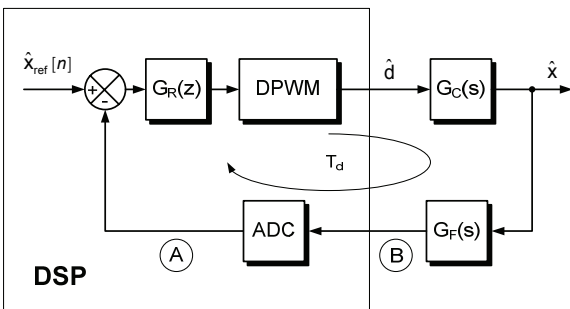 x̂ref [n]
+
-
GR(z)
DPWM
d̂
GC(s)
x̂
Td
ADC
GF(s)
A
B
DSP